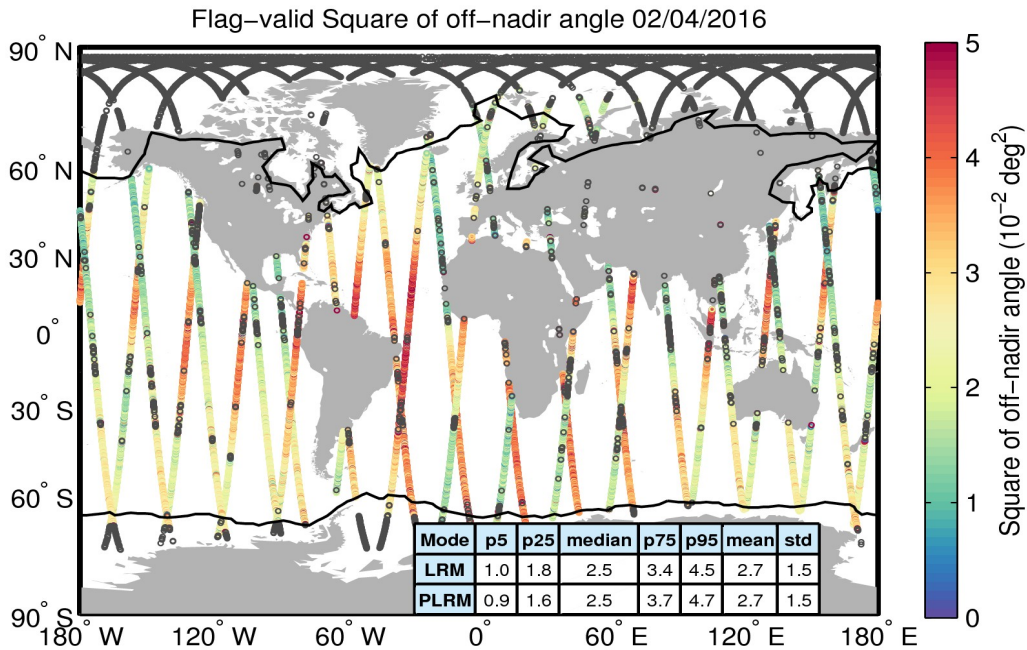 Flag−valid Square of off−nadir angle 02/04/2016
90° N
60° N
30° N
0°
30° S
60° S
90° S
180° W
120° W
60° W
0°
60° E
120° E
180° E
Mode p5 p25 median p75 p95 mean std
LRM 1.0 1.8 2.5 3.4 4.5 2.7 1.5
PLRM 0.9 1.6 2.5 3.7 4.7 2.7 1.5
5
4
3
2
1
0
Square of off−nadir angle (10⁻² deg²)